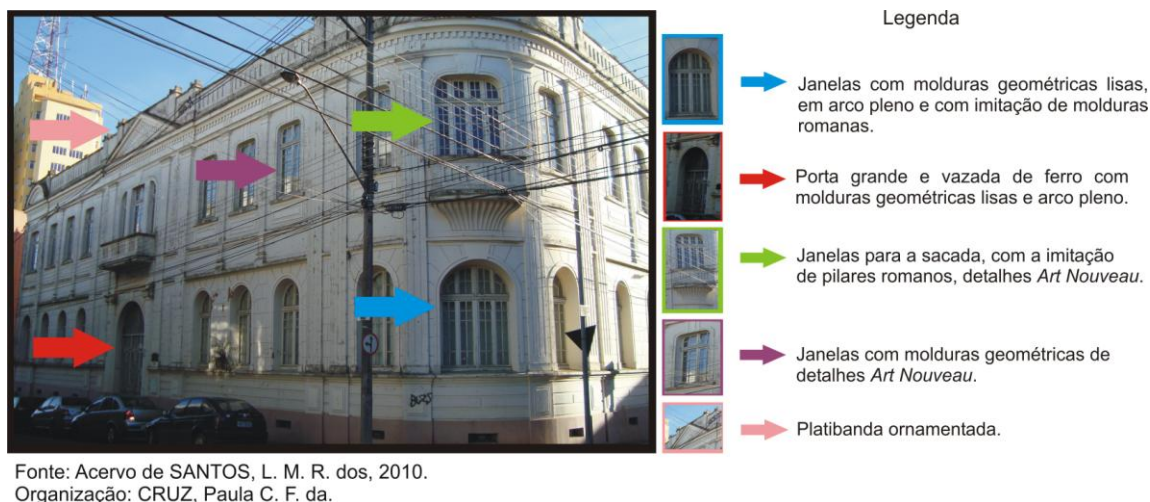 Legenda
Janelas com molduras geométricas lisas,
em arco pleno e com imitação de molduras
romanas.
Porta grande e vazada de ferro com
molduras geométricas lisas e arco pleno.
Janelas para a sacada, com a imitação
de pilares romanos, detalhes Art Nouveau.
Janelas com molduras geométricas de
detalhes Art Nouveau.
Platibanda ornamentada.
Fonte: Acervo de SANTOS, L. M. R. dos, 2010.
Organização: CRUZ, Paula C. F. da.